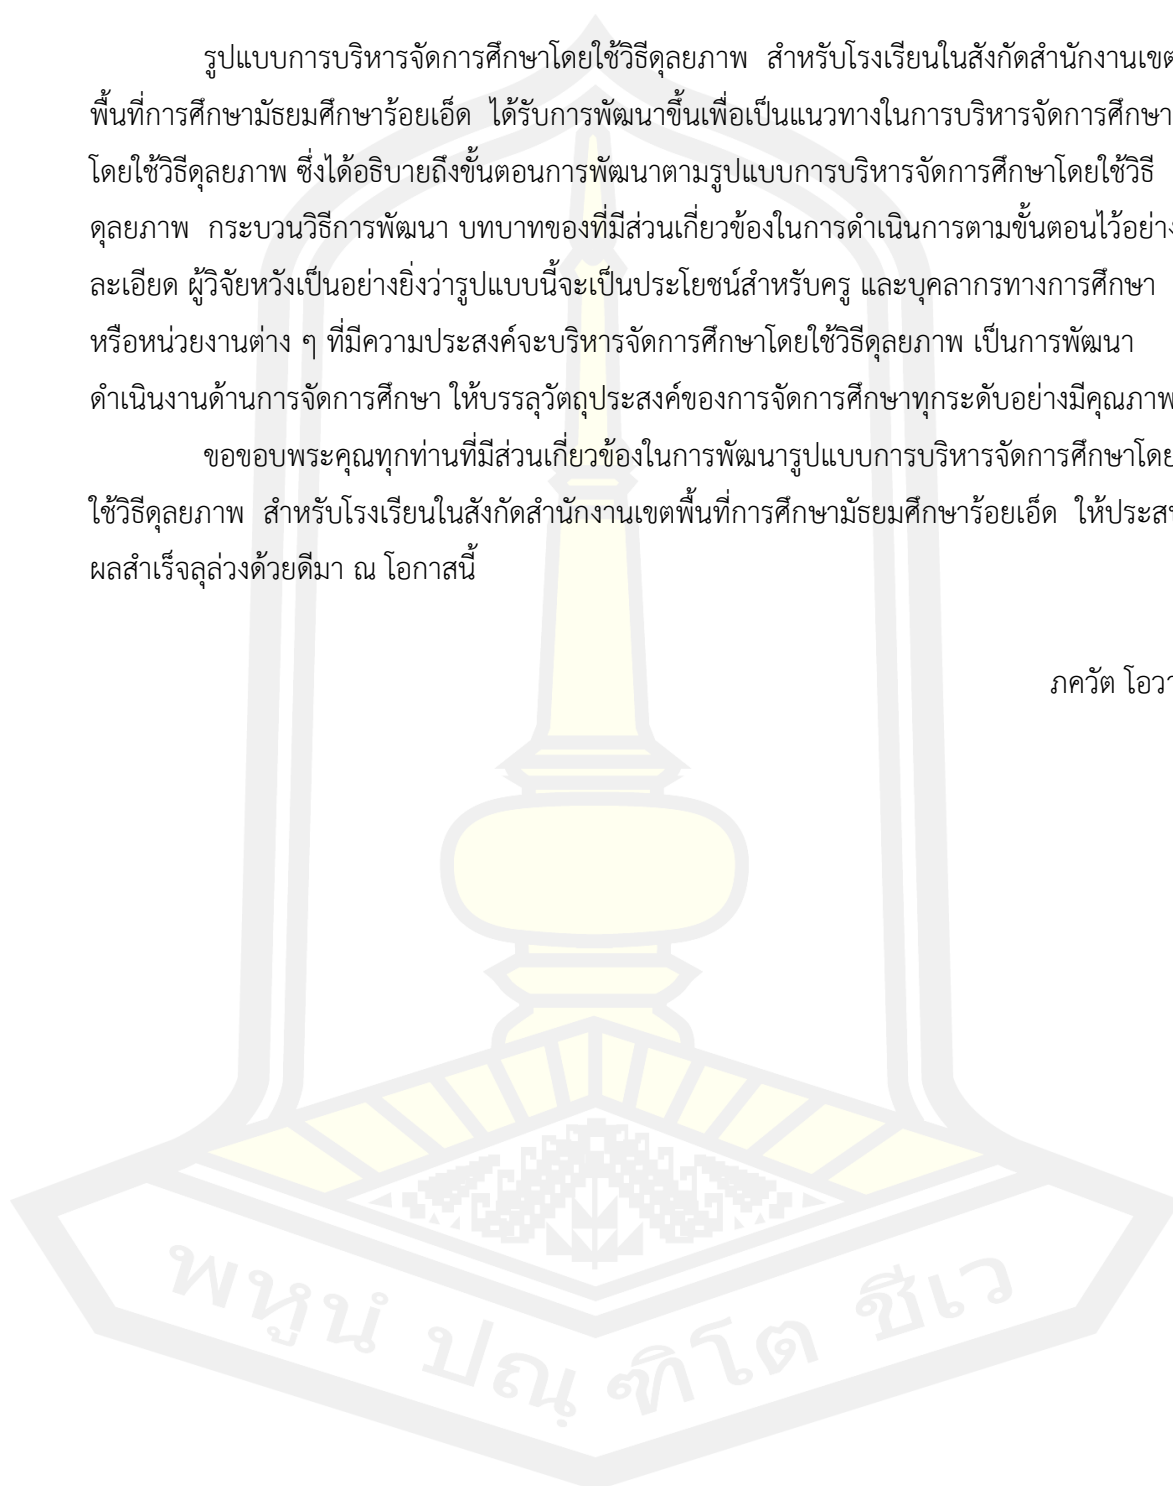 รูปแบบการบริหารจัดการศึกษาโดยใช้วิธีดุลยภาพ สำหรับโรงเรียนในสังกัดสำนักงานเขต
พื้นที่การศึกษามัธยมศึกษาร้อยเอ็ด ได้รับการพัฒนาขึ้นเพื่อเป็นแนวทางในการบริหารจัดการศึกษา
โดยใช้วิธีดุลยภาพ ซึ่งได้อธิบายถึงขั้นตอนการพัฒนาตามรูปแบบการบริหารจัดการศึกษาโดยใช้วิธี
ดุลยภาพ กระบวนวิธีการพัฒนา บทบาทของที่มีส่วนเกี่ยวข้องในการดำเนินการตามขั้นตอนไว้อย่าง
ละเอียด ผู้วิจัยหวังเป็นอย่างยิ่งว่ารูปแบบนี้จะเป็นประโยชน์สำหรับครู และบุคลากรทางการศึกษา
หรือหน่วยงานต่าง ๆ ที่มีความประสงค์จะบริหารจัดการศึกษาโดยใช้วิธีดุลยภาพ เป็นการพัฒนา
ดำเนินงานด้านการจัดการศึกษา ให้บรรลุวัตถุประสงค์ของการจัดการศึกษาทุกระดับอย่างมีคุณภาพ
ขอขอบพระคุณทุกท่านที่มีส่วนเกี่ยวข้องในการพัฒนารูปแบบการบริหารจัดการศึกษาโดย
ใช้วิธีดุลยภาพ สำหรับโรงเรียนในสังกัดสำนักงานเขตพื้นที่การศึกษามัธยมศึกษาร้อยเอ็ด ให้ประสบ
ผลสำเร็จลุล่วงด้วยดีมา ณ โอกาสนี้
ภควัต
พหูนํ ปณฺฑิโต ชีเว